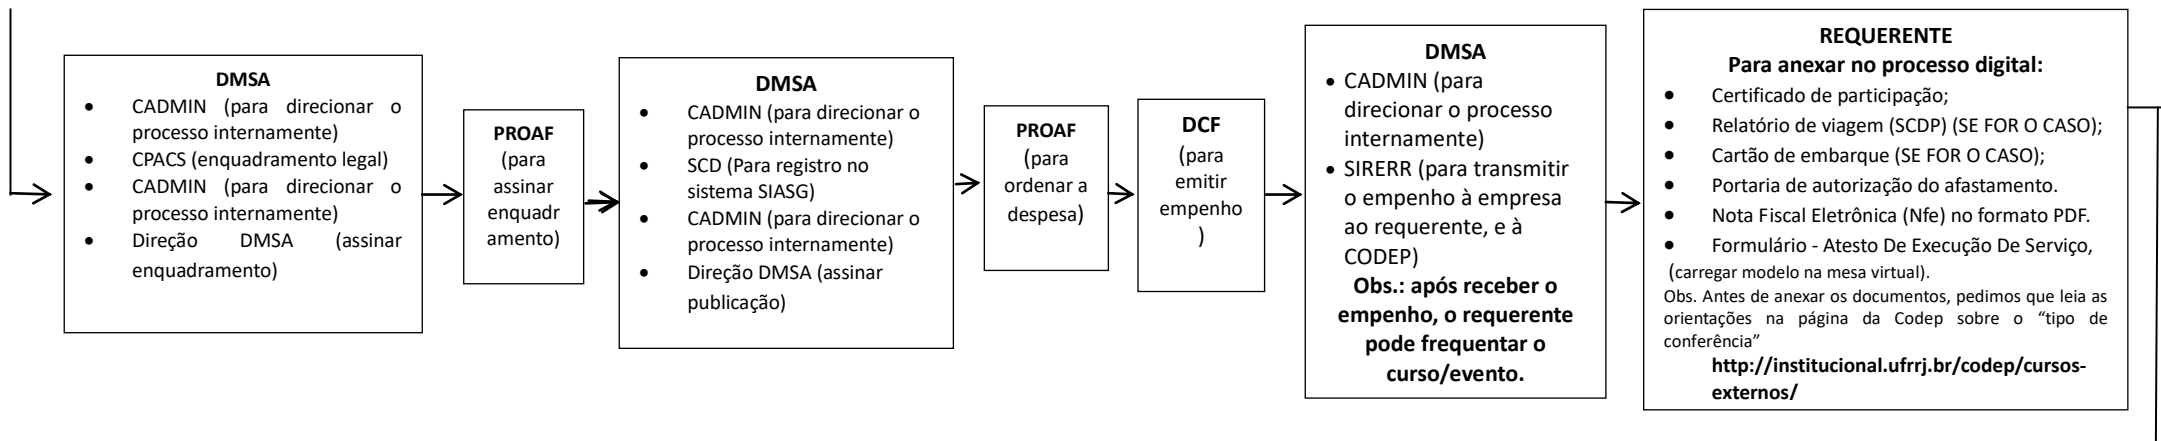 DMSA
• CADMIN (para direcionar o
processo internamente)
• CPACS (enquadramento legal)
• CADMIN (para direcionar o
processo internamente)
• Direção DMSA (assinar
enquadramento)
PROAF
(para
assinar
enquadr
amento)
DMSA
• CADMIN (para direcionar o
processo internamente)
• SCD (Para registro no
sistema SIASG)
• CADMIN (para direcionar o
processo internamente)
• Direção DMSA (assinar
publicação)
PROAF
(para
ordenar a
despesa)
DCF
(para
emitir
empenho
)
DMSA
• CADMIN (para
direcionar o processo
internamente)
• SIRERR (para transmitir
o empenho à empresa
ao requerente, e à
CODEP)
Obs.: após receber o
empenho, o requerente
pode frequentar o
curso/evento.
REQUERENTE
Para anexar no processo digital:
• Certificado de participação;
• Relatório de viagem (SCDP) (SE FOR O CASO);
• Cartão de embarque (SE FOR O CASO);
• Portaria de autorização do afastamento.
• Nota Fiscal Eletrônica (Nfe) no formato PDF.
• Formulário - Atesto De Execução De Serviço,
(carregar modelo na mesa virtual).
Obs. Antes de anexar os documentos, pedimos que leia as
orientações na página da Codep sobre o “tipo de
conferência”
http://institucional.ufrrj.br/codep/cursos-
externos/